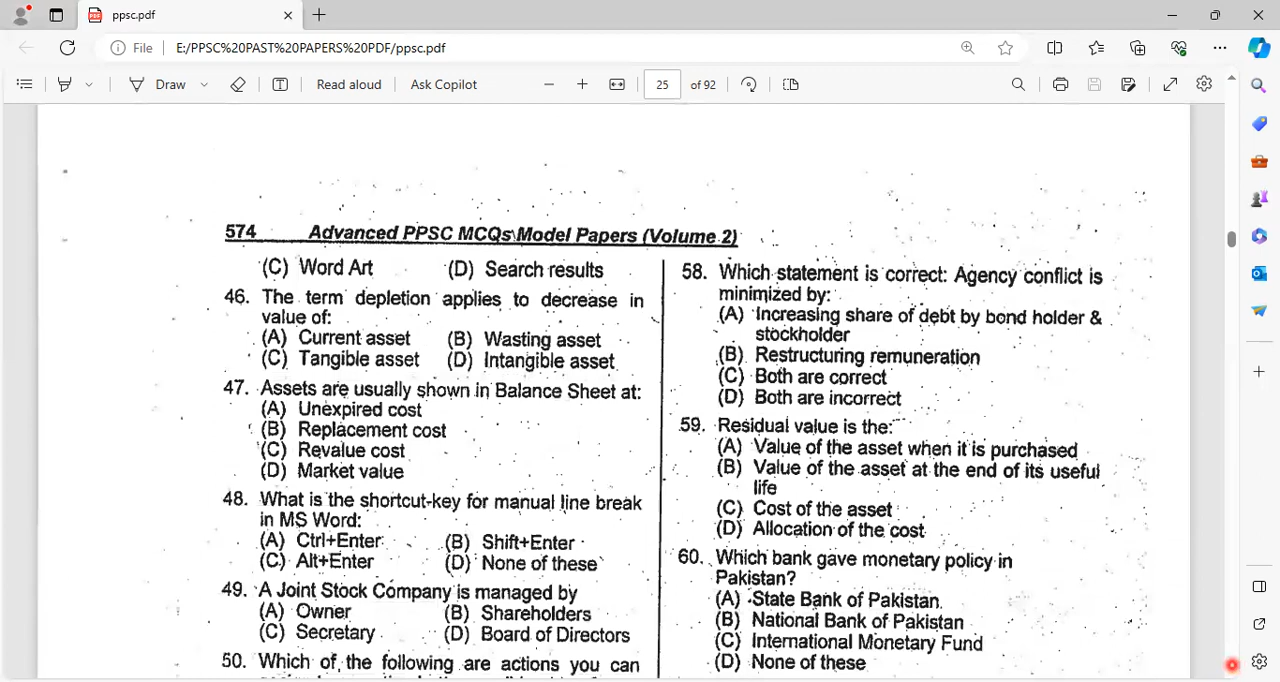 ppsc.pdf
File E:/PPSC%20PAST%20PAPERS%20PDF/ppsc.pdf
Draw Read aloud Ask Copilot 25 of 92
574 Advanced PPSC MCQs Model Papers (Volume 2)
(C) Word Art (D) Search results
46. The term depletion applies to decrease in
value of:
(A) Current asset (B) Wasting asset
(C) Tangible asset (D) Intangible asset
47. Assets are usually shown in Balance Sheet at:
(A) Unexpired cost
(B) Replacement cost
(C) Revalue cost
(D) Market value
48. What is the shortcut-key for manual line break
in MS Word:
(A) Ctrl+Enter (B) Shift+Enter
(C) Alt+Enter (D) None of these
49. A Joint Stock Company is managed by
(A) Owner (B) Shareholders
(C) Secretary (D) Board of Directors
50. Which of the following are actions you can
58. Which statement is correct: Agency conflict is
minimized by:
(A) Increasing share of debt by bond holder &
stockholder
(B) Restructuring remuneration
(C) Both are correct
(D) Both are incorrect
59. Residual value is the:
(A) Value of the asset when it is purchased
(B) Value of the asset at the end of its useful
life
(C) Cost of the asset
(D) Allocation of the cost
60. Which bank gave monetary policy in
Pakistan?
(A) State Bank of Pakistan
(B) National Bank of Pakistan
(C) International Monetary Fund
(D) None of these